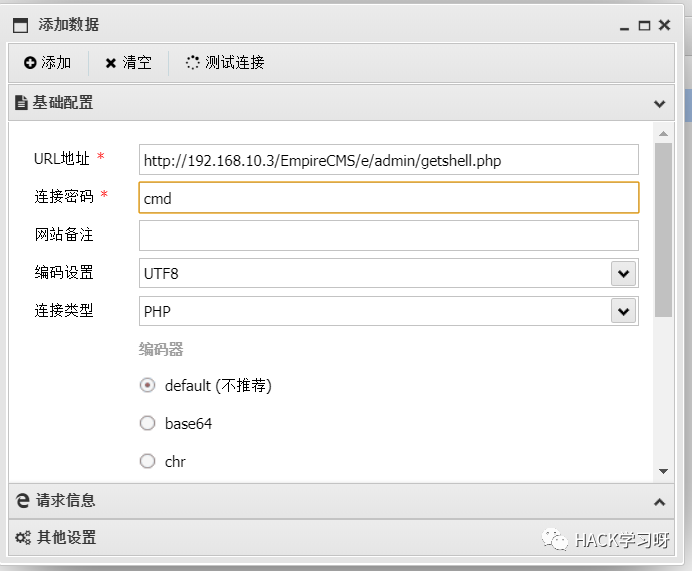 添加数据
添加 清空 测试连接
基础配置
URL地址 * http://192.168.10.3/EmpireCMS/e/admin/getshell.php
连接密码 * cmd
网站备注
编码设置 UTF8
连接类型 PHP
编码器
default (不推荐)
base64
chr
请求信息
其他设置
HACK学习呀